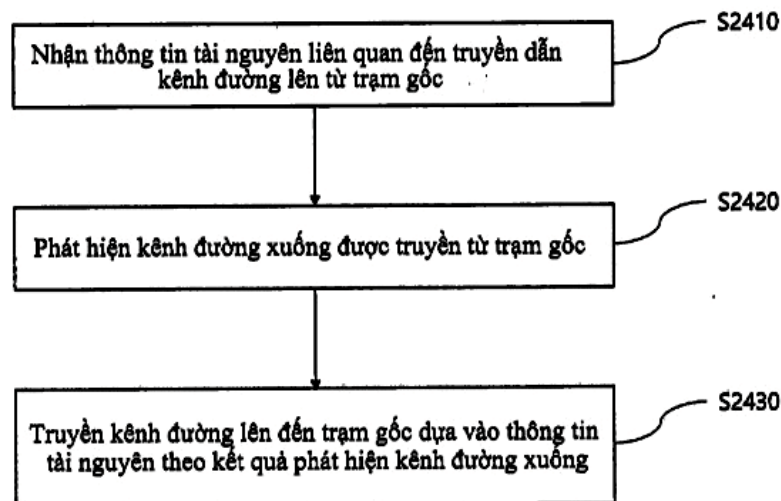 S2410
Nhận thông tin tài nguyên liên quan đến truyền dẫn
kênh đường lên từ trạm gốc
S2420
Phát hiện kênh đường xuống được truyền từ trạm gốc
S2430
Truyền kênh đường lên đến trạm gốc dựa vào thông tin
tài nguyên theo kết quả phát hiện kênh đường xuống